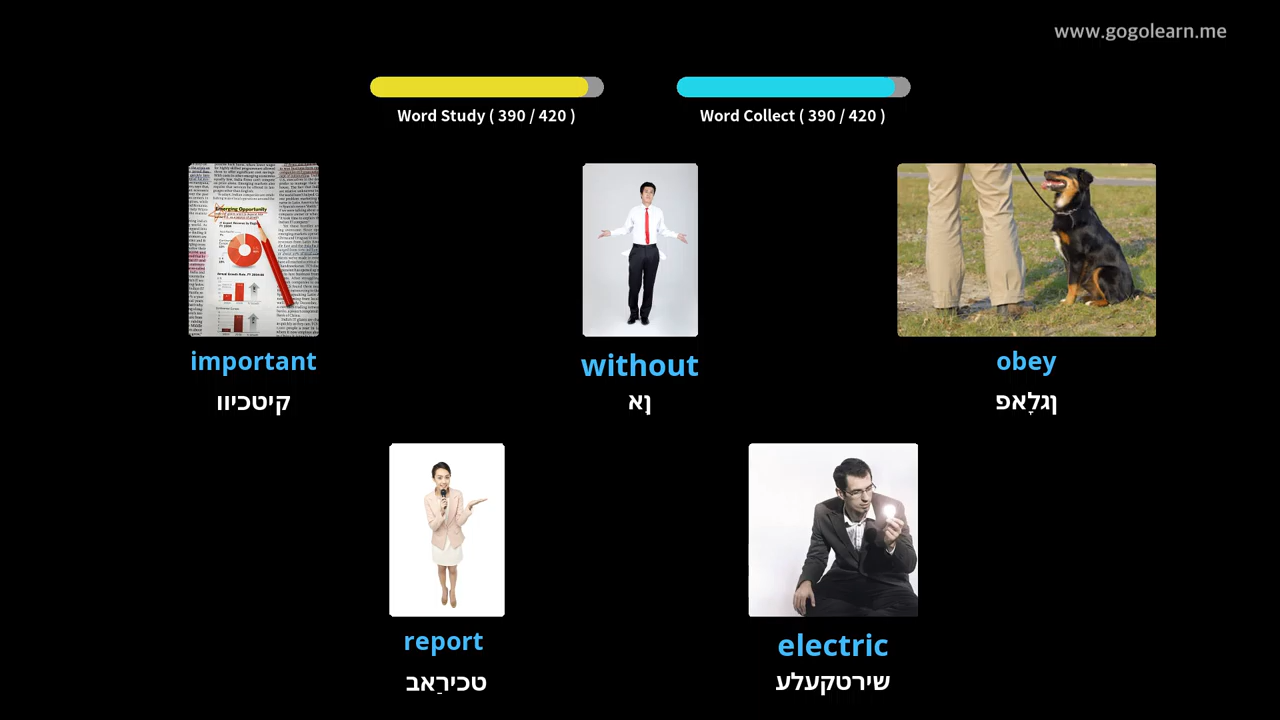 www.gogolearn.me
Word Study ( 390 / 420 )
Word Collect ( 390 / 420 )
important
without
obey
וויכטיק
אָן
פאָלגן
report
electric
באַריכט
עלעקטריש